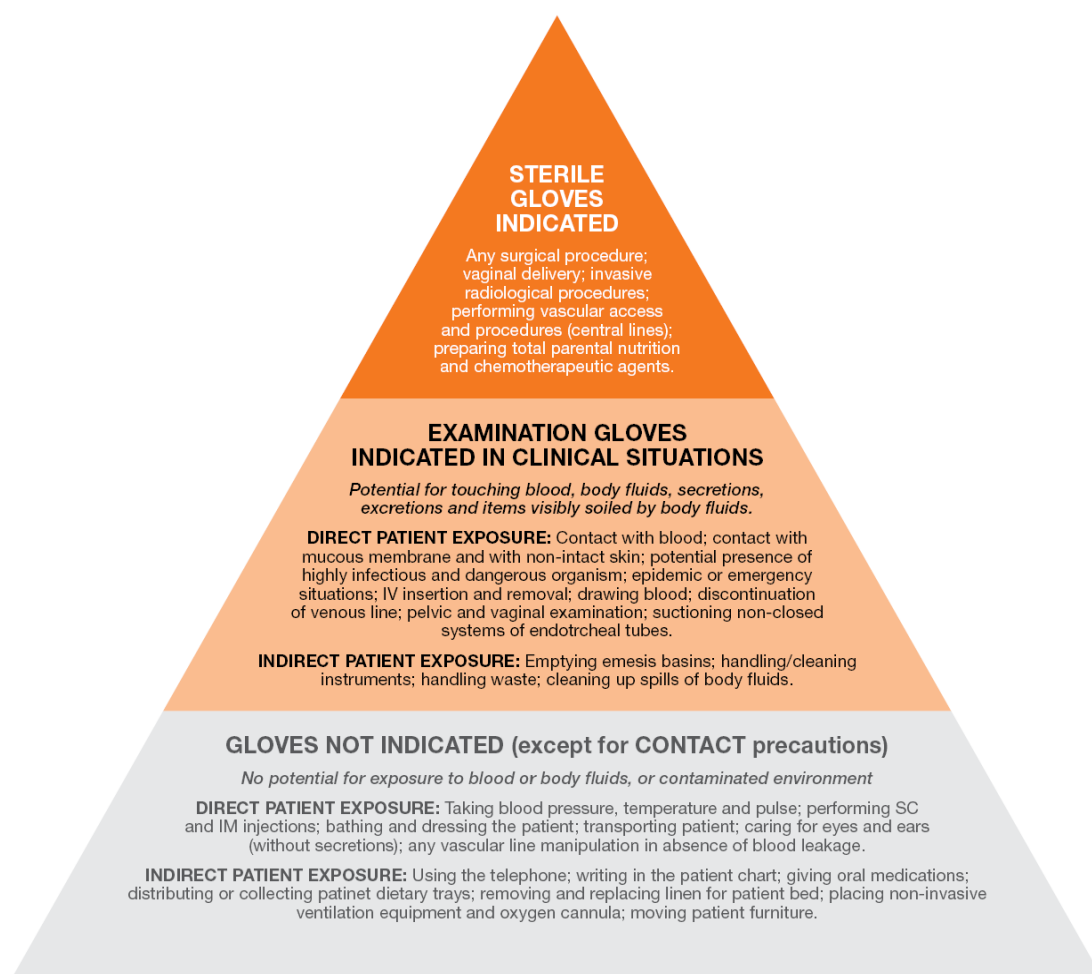 STERILE
GLOVES
INDICATED
Any surgical procedure;
vaginal delivery; invasive
radiological procedures;
performing vascular access
and procedures (central lines);
preparing total parental nutrition
and chemotherapeutic agents.
EXAMINATION GLOVES
INDICATED IN CLINICAL SITUATIONS
Potential for touching blood, body fluids, secretions,
excretions and items visibly soiled by body fluids.
DIRECT PATIENT EXPOSURE: Contact with blood; contact with
mucous membrane and with non-intact skin; potential presence of
highly infectious and dangerous organism; epidemic or emergency
situations; IV insertion and removal; drawing blood; discontinuation
of venous line; pelvic and vaginal examination; suctioning non-closed
systems of endotrcheal tubes.
INDIRECT PATIENT EXPOSURE: Emptying emesis basins; handling/cleaning
instruments; handling waste; cleaning up spills of body fluids.
GLOVES NOT INDICATED (except for CONTACT precautions)
No potential for exposure to blood or body fluids, or contaminated environment
DIRECT PATIENT EXPOSURE: Taking blood pressure, temperature and pulse; performing SC
and IM injections; bathing and dressing the patient; transporting patient; caring for eyes and ears
(without secretions); any vascular line manipulation in absence of blood leakage.
INDIRECT PATIENT EXPOSURE: Using the telephone; writing in the patient chart; giving oral medications;
distributing or collecting patinet dietary trays; removing and replacing linen for patient bed; placing non-invasive
ventilation equipment and oxygen cannula; moving patient furniture.